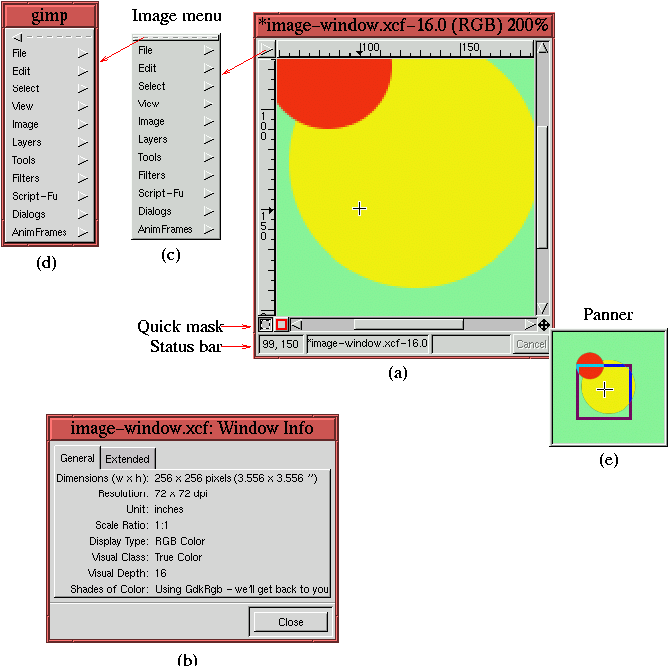 gimp
File
Edit
Select
View
Image
Layers
Tools
Filters
Script-Fu
Dialogs
AnimFrames
(d)
Image menu
File
Edit
Select
View
Image
Layers
Tools
Filters
Script-Fu
Dialogs
AnimFrames
(c)
*image-window.xcf-16.0 (RGB) 200%
100
150
100
150
Quick mask
Status bar
99, 150
*image-window.xcf-16.0
Cancel
(a)
Panner
(e)
image-window.xcf: Window Info
General
Extended
Dimensions (w x h): 256 x 256 pixels (3.556 x 3.556 ")
Resolution: 72 x 72 dpi
Unit: inches
Scale Ratio: 1:1
Display Type: RGB Color
Visual Class: True Color
Visual Depth: 16
Shades of Color: Using GdkRgb - we'll get back to you
Close
(b)